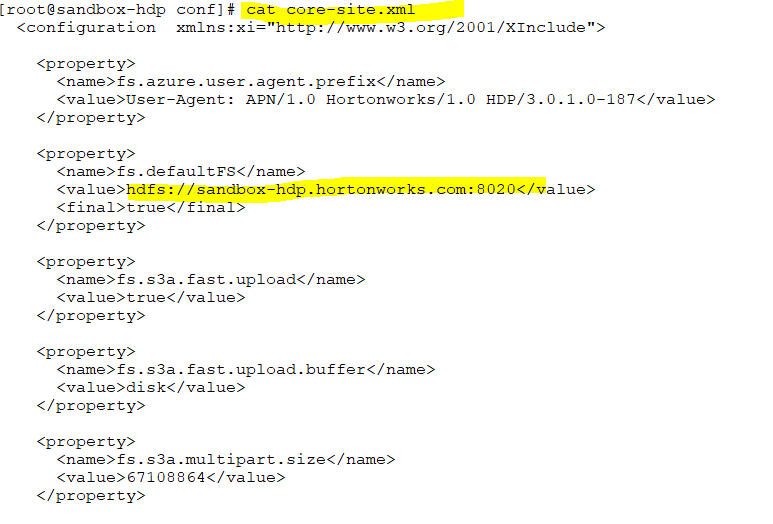 [root@sandbox-hdp conf]# cat core-site.xml
<configuration  xmlns:xi="http://www.w3.org/2001/XInclude">
<property>
<name>fs.azure.user.agent.prefix</name>
<value>User-Agent: APN/1.0 Hortonworks/1.0 HDP/3.0.1.0-187</value>
</property>
<property>
<name>fs.defaultFS</name>
<value>hdfs://sandbox-hdp.hortonworks.com:8020</value>
<final>true</final>
</property>
<property>
<name>fs.s3a.fast.upload</name>
<value>true</value>
</property>
<property>
<name>fs.s3a.fast.upload.buffer</name>
<value>disk</value>
</property>
<property>
<name>fs.s3a.multipart.size</name>
<value>67108864</value>
</property>